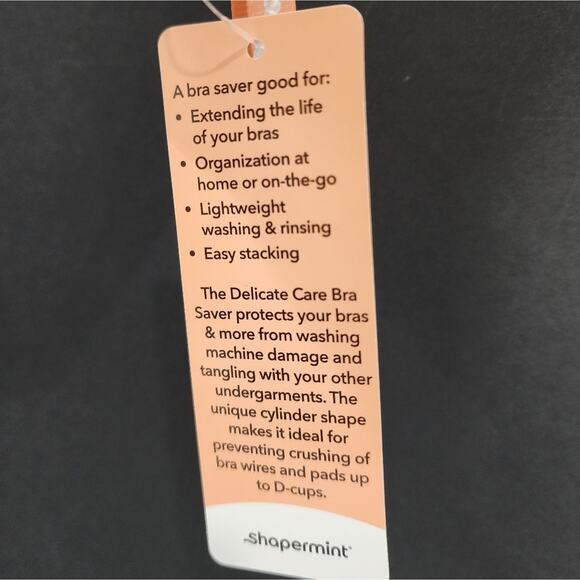 A bra saver good for:
• Extending the life
of your bras
• Organization at
home or on-the-go
• Lightweight
washing & rinsing
• Easy stacking
The Delicate Care Bra
Saver protects your bras
& more from washing
machine damage and
tangling with your other
undergarments. The
unique cylinder shape
makes it ideal for
preventing crushing of
bra wires and pads up
to D-cups.
shapermint